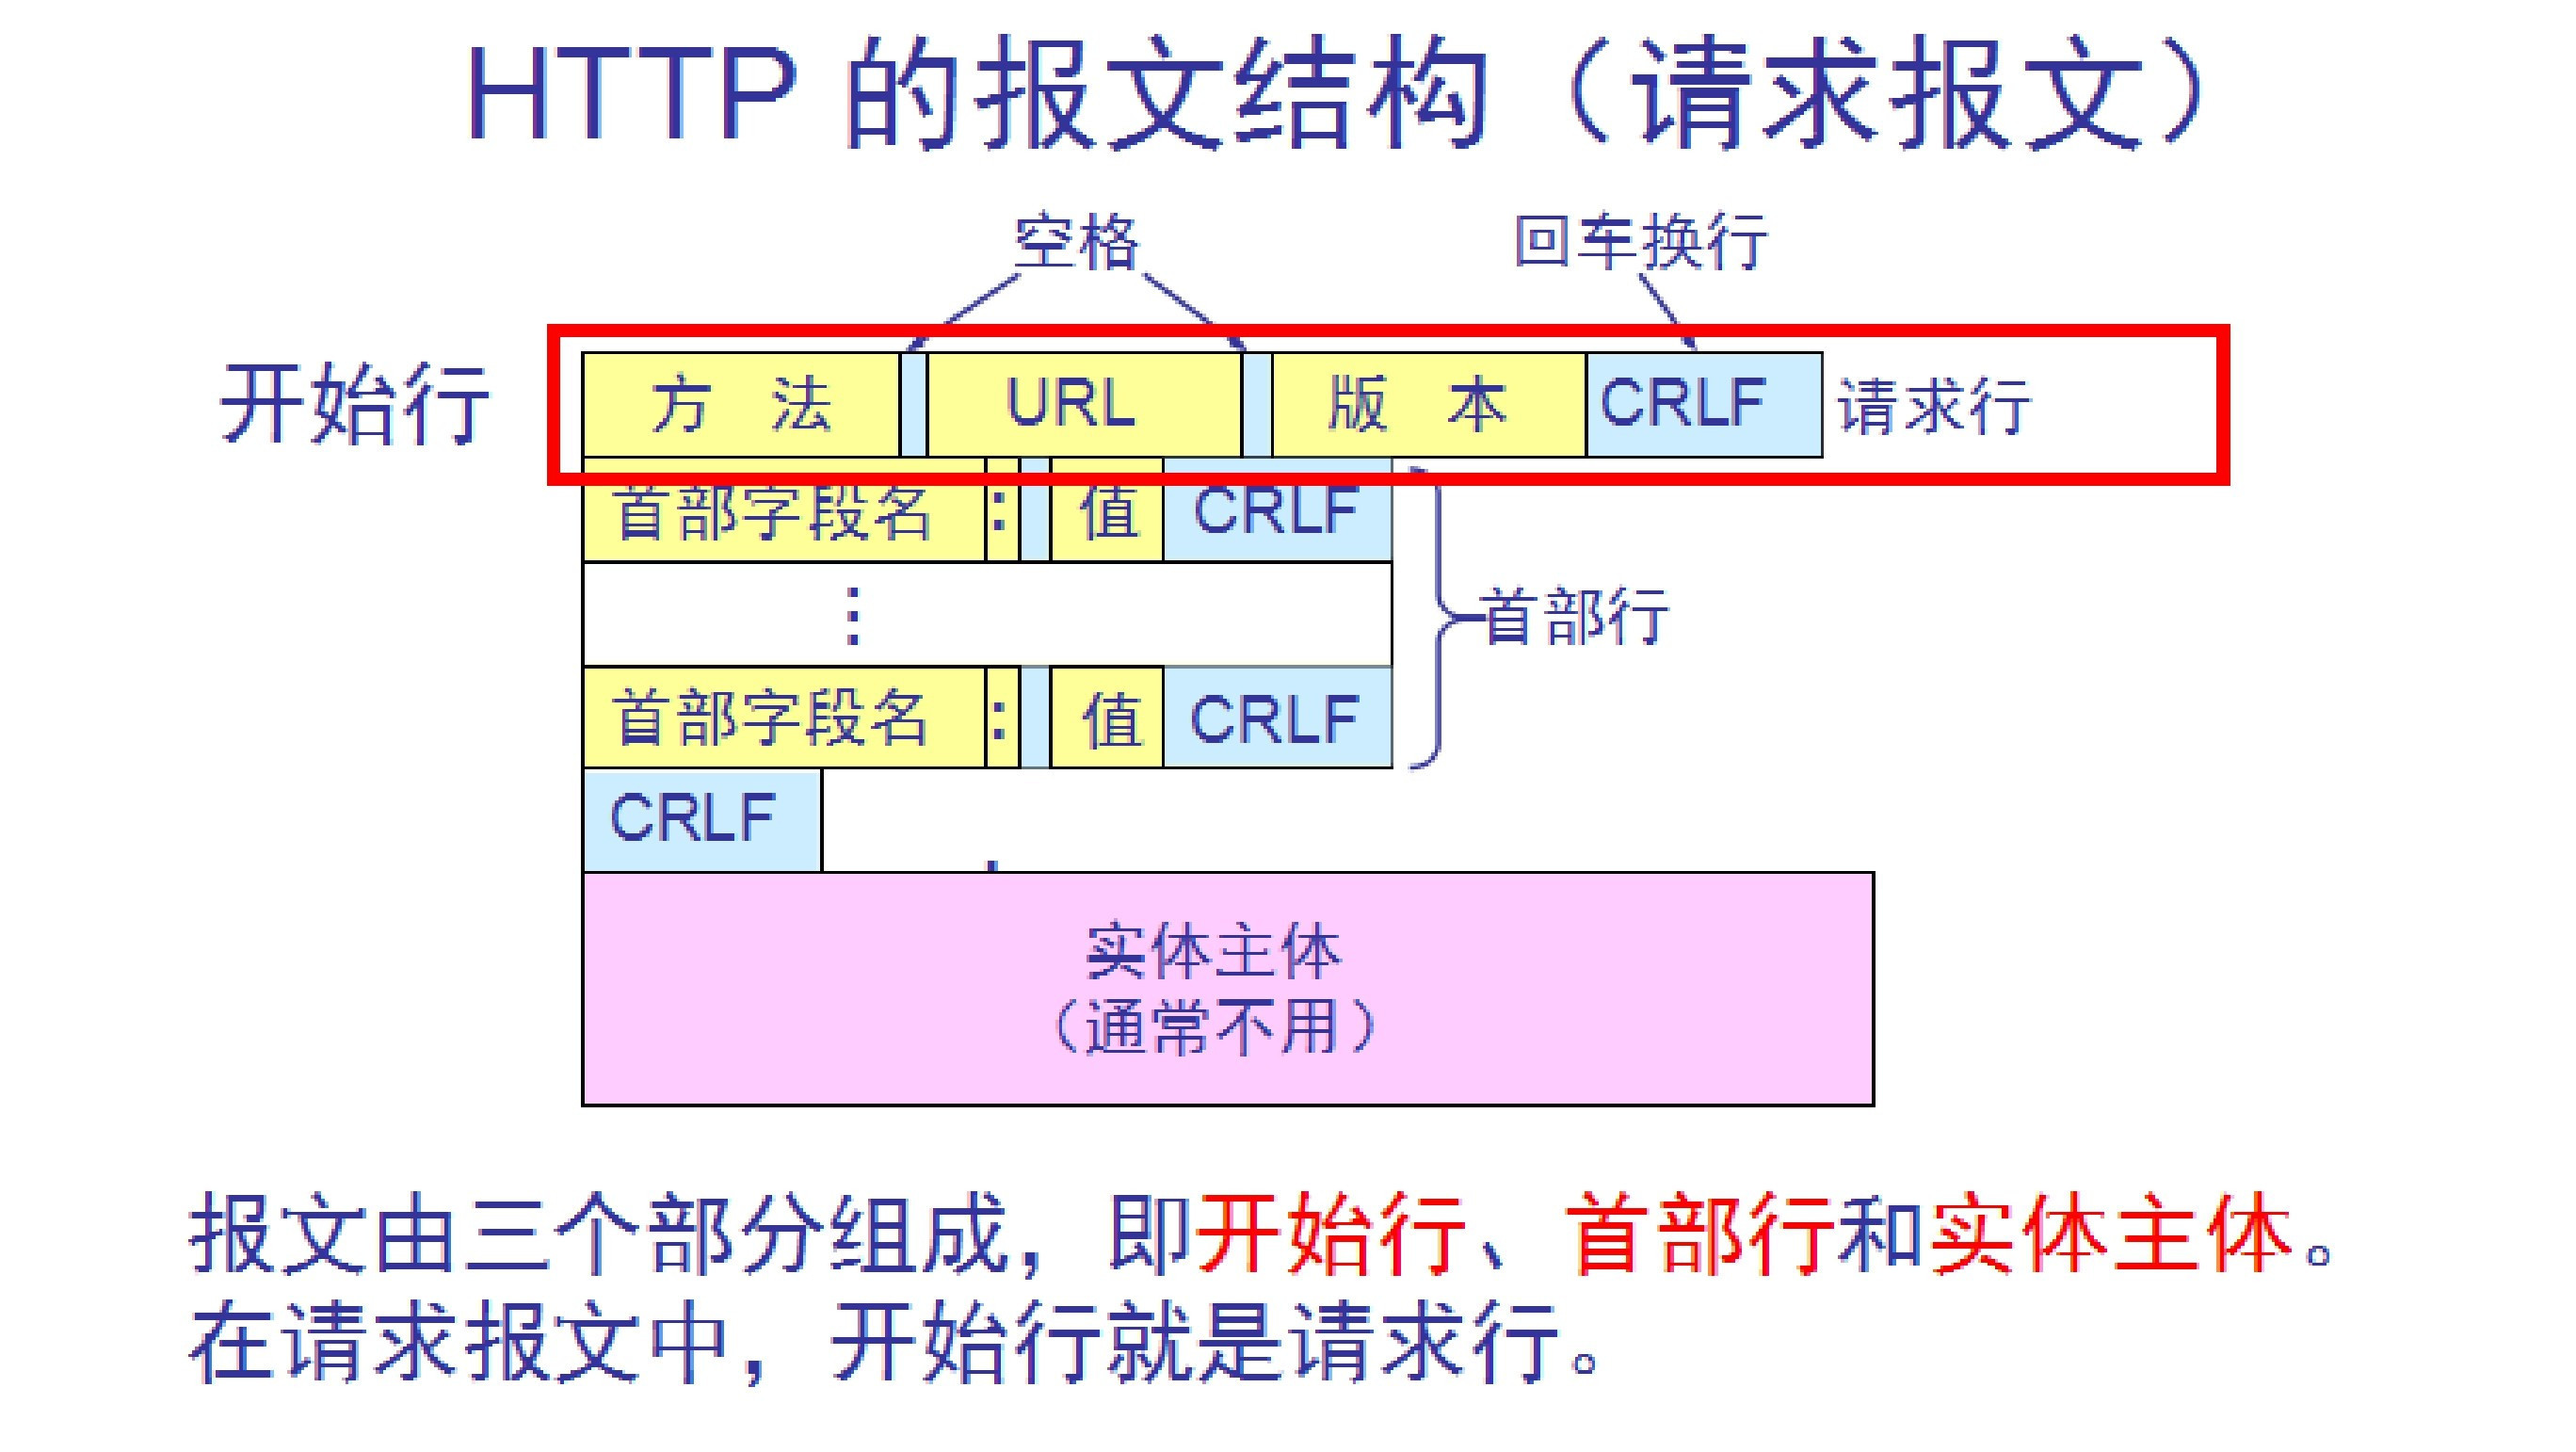 HTTP 的报文结构（请求报文）
空格
回车换行
开始行
方 法 URL 版 本 CRLF 请求行
首部字段名 : 值 CRLF
⋮
首部行
首部字段名 : 值 CRLF
CRLF
实体主体
（通常不用）
报文由三个部分组成，即开始行、首部行和实体主体。
在请求报文中，开始行就是请求行。